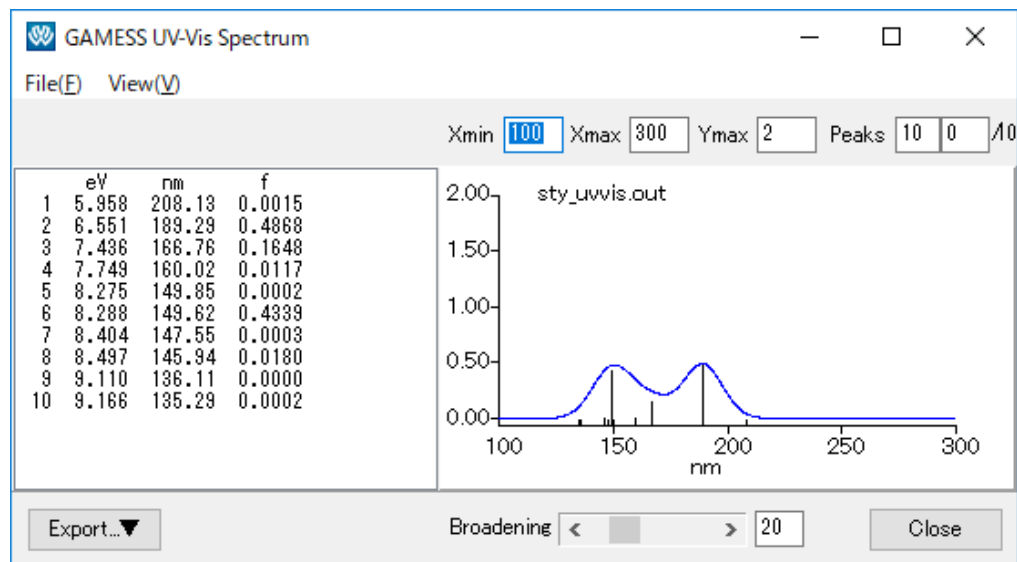 GAMESS UV-Vis Spectrum
File(F) View(V)
Xmin 100 Xmax 300 Ymax 2 Peaks 10 0 /10
eV nm f
1 5.958 208.13 0.0015
2 6.551 189.29 0.4868
3 7.436 166.76 0.1648
4 7.749 160.02 0.0117
5 8.275 149.85 0.0002
6 8.288 149.62 0.4339
7 8.404 147.55 0.0003
8 8.497 145.94 0.0180
9 9.110 136.11 0.0000
10 9.166 135.29 0.0002
sty_uvvis.out
2.00
1.50
1.00
0.50
0.00
100 150 200 250 300
nm
Export...▼
Broadening < > 20
Close